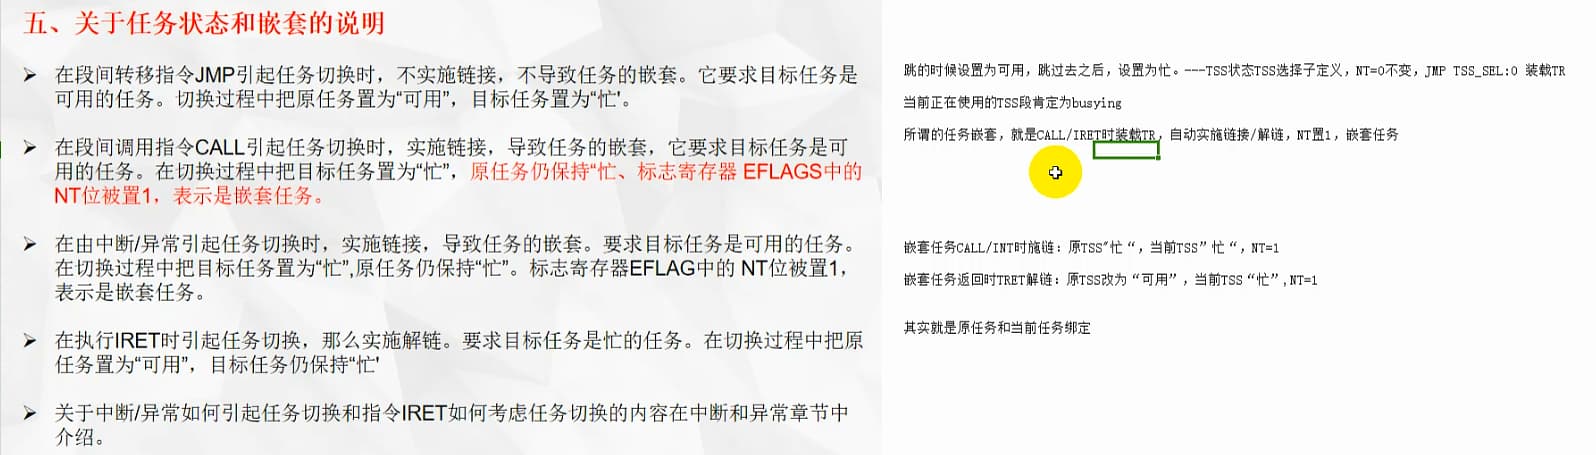 五、关于任务状态和嵌套的说明
➢ 在段间转移指令JMP引起任务切换时，不实施链接，不导致任务的嵌套。它要求目标任务是
可用的任务。切换过程中把原任务置为“可用”，目标任务置为“忙'。
➢ 在段间调用指令CALL引起任务切换时，实施链接，导致任务的嵌套，它要求目标任务是可
用的任务。在切换过程中把目标任务置为“忙”，原任务仍保持“忙、标志寄存器 EFLAGS中的
NT位被置1，表示是嵌套任务。
➢ 在由中断/异常引起任务切换时，实施链接，导致任务的嵌套。要求目标任务是可用的任务。
在切换过程中把目标任务置为“忙”,原任务仍保持“忙”。标志寄存器EFLAG中的 NT位被置1，
表示是嵌套任务。
➢ 在执行IRET时引起任务切换，那么实施解链。要求目标任务是忙的任务。在切换过程中把原
任务置为“可用”，目标任务仍保持“忙'
➢ 关于中断/异常如何引起任务切换和指令IRET如何考虑任务切换的内容在中断和异常章节中
介绍。
跳的时候设置为可用，跳过去之后，设置为忙。---TSS状态TSS选择子定义，NT=0不变，JMP TSS_SEL:0 装载TR
当前正在使用的TSS段肯定为busying
所谓的任务嵌套，就是CALL/IRET时装载TR，自动实施链接/解链，NT置1，嵌套任务
嵌套任务CALL/INT时施链：原TSS"忙“，当前TSS”忙“，NT=1
嵌套任务返回时TRET解链：原TSS改为“可用”，当前TSS“忙”,NT=1
其实就是原任务和当前任务绑定